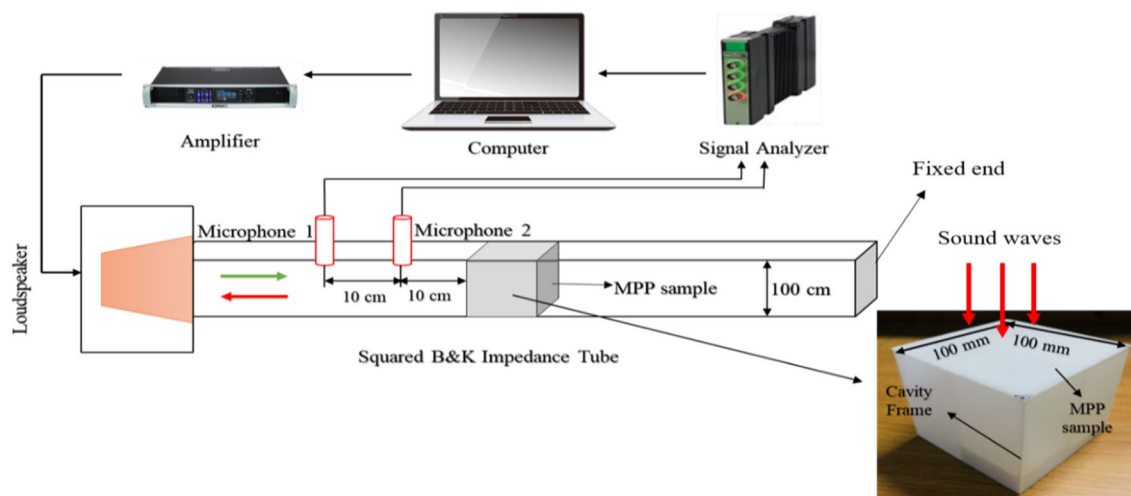 Amplifier
Computer
Signal Analyzer
Fixed end
Loudspeaker
Microphone 1
Microphone 2
10 cm
10 cm
MPP sample
100 cm
Squared B&K Impedance Tube
Sound waves
100 mm
100 mm
Cavity
Frame
MPP
sample